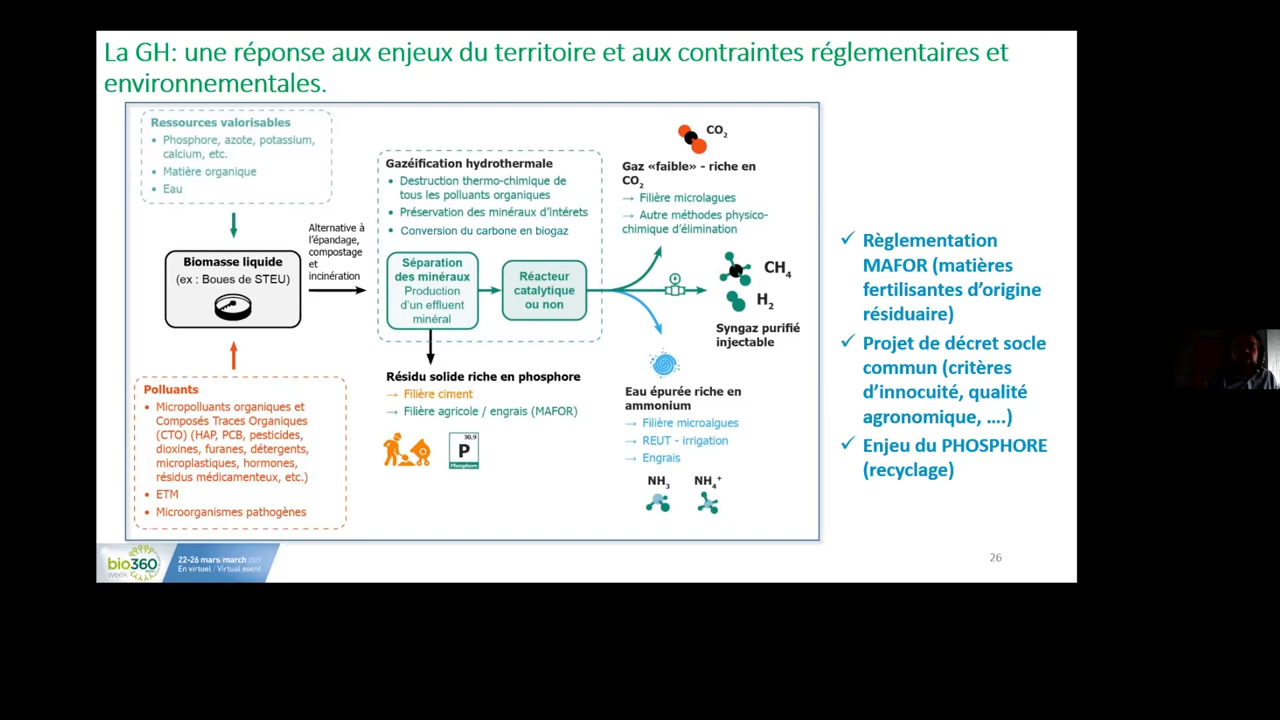 La GH: une réponse aux enjeux du territoire et aux contraintes réglementaires et
environnementales.
Ressources valorisables
• Phosphore, azote, potassium,
calcium, etc.
• Matière organique
• Eau
Alternative à
l'épandage,
compostage
et
incinération
Biomasse liquide
(ex : Boues de STEU)
Polluants
• Micropolluants organiques et
Composés Traces Organiques
(CTO) (HAP, PCB, pesticides,
dioxines, furanes, détergents,
microplastiques, hormones,
résidus médicamenteux, etc.)
• ETM
• Microorganismes pathogènes
Gazéification hydrothermale
• Destruction thermo-chimique de
tous les polluants organiques
• Préservation des minéraux d'intérets
• Conversion du carbone en biogaz
Séparation
des minéraux
Production
d'un effluent
minéral
Réacteur
catalytique
ou non
Résidu solide riche en phosphore
→ Filière ciment
→ Filière agricole / engrais (MAFOR)
30.9
P
Phosphore
CO2
Gaz «faible» - riche en
CO2
→ Filière microlagues
→ Autre méthodes physico-
chimique d'élimination
CH4
H2
Syngaz purifié
injectable
Eau épurée riche en
ammonium
→ Filière microalgues
→ REUT - irrigation
→ Engrais
NH3
NH4+
✓ Règlementation
MAFOR (matières
fertilisantes d'origine
résiduaire)
✓ Projet de décret socle
commun (critères
d'innocuité, qualité
agronomique, ....)
✓ Enjeu du PHOSPHORE
(recyclage)
bio360
week
22-26 mars/march
En virtuel / Virtual event
26